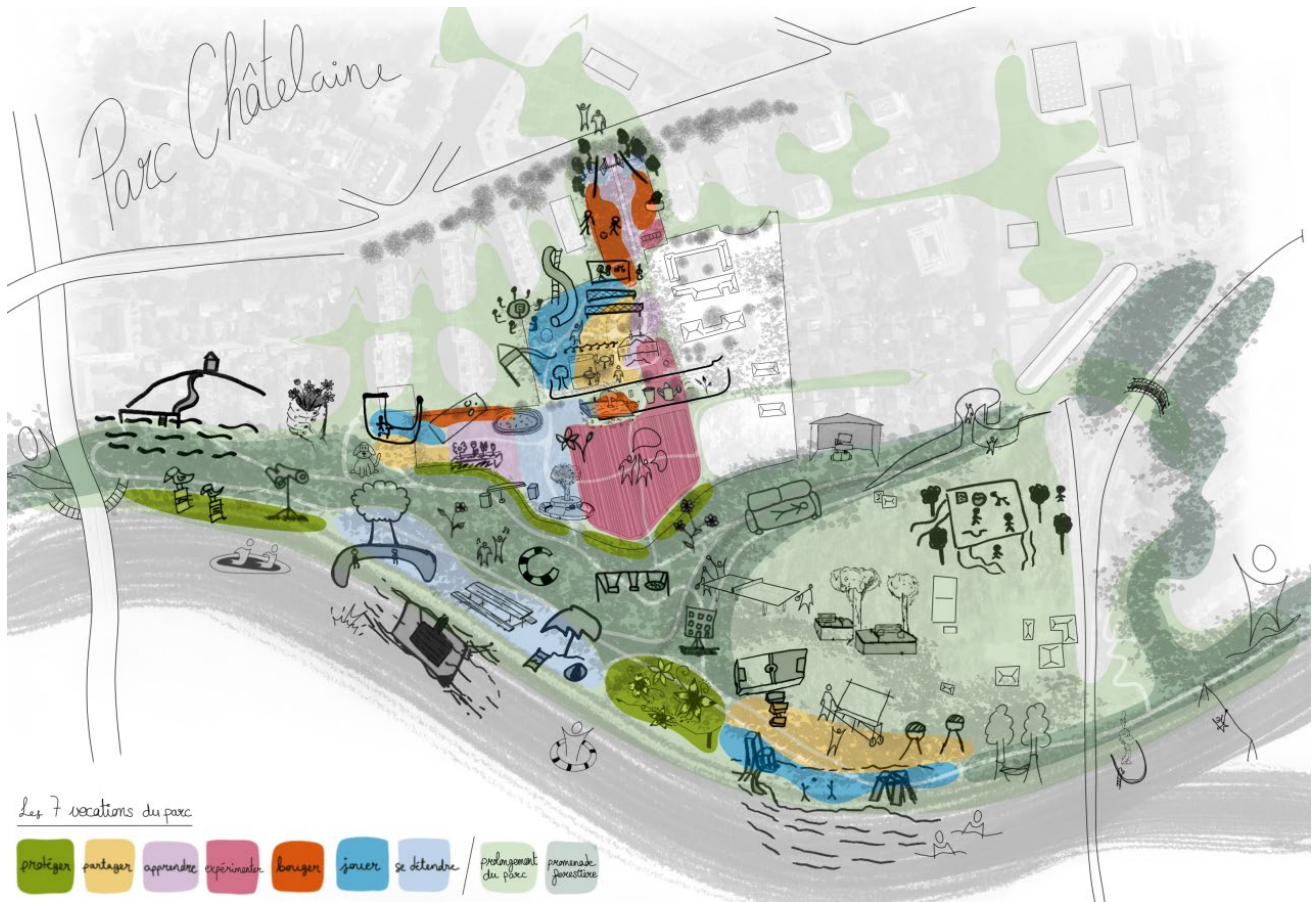 Parc Châtelaine
Les 7 vocations du parc
protéger
partager
apprendre
expérimenter
bouger
jouer
se détendre
/
prolongement
du parc
promenade
forestière